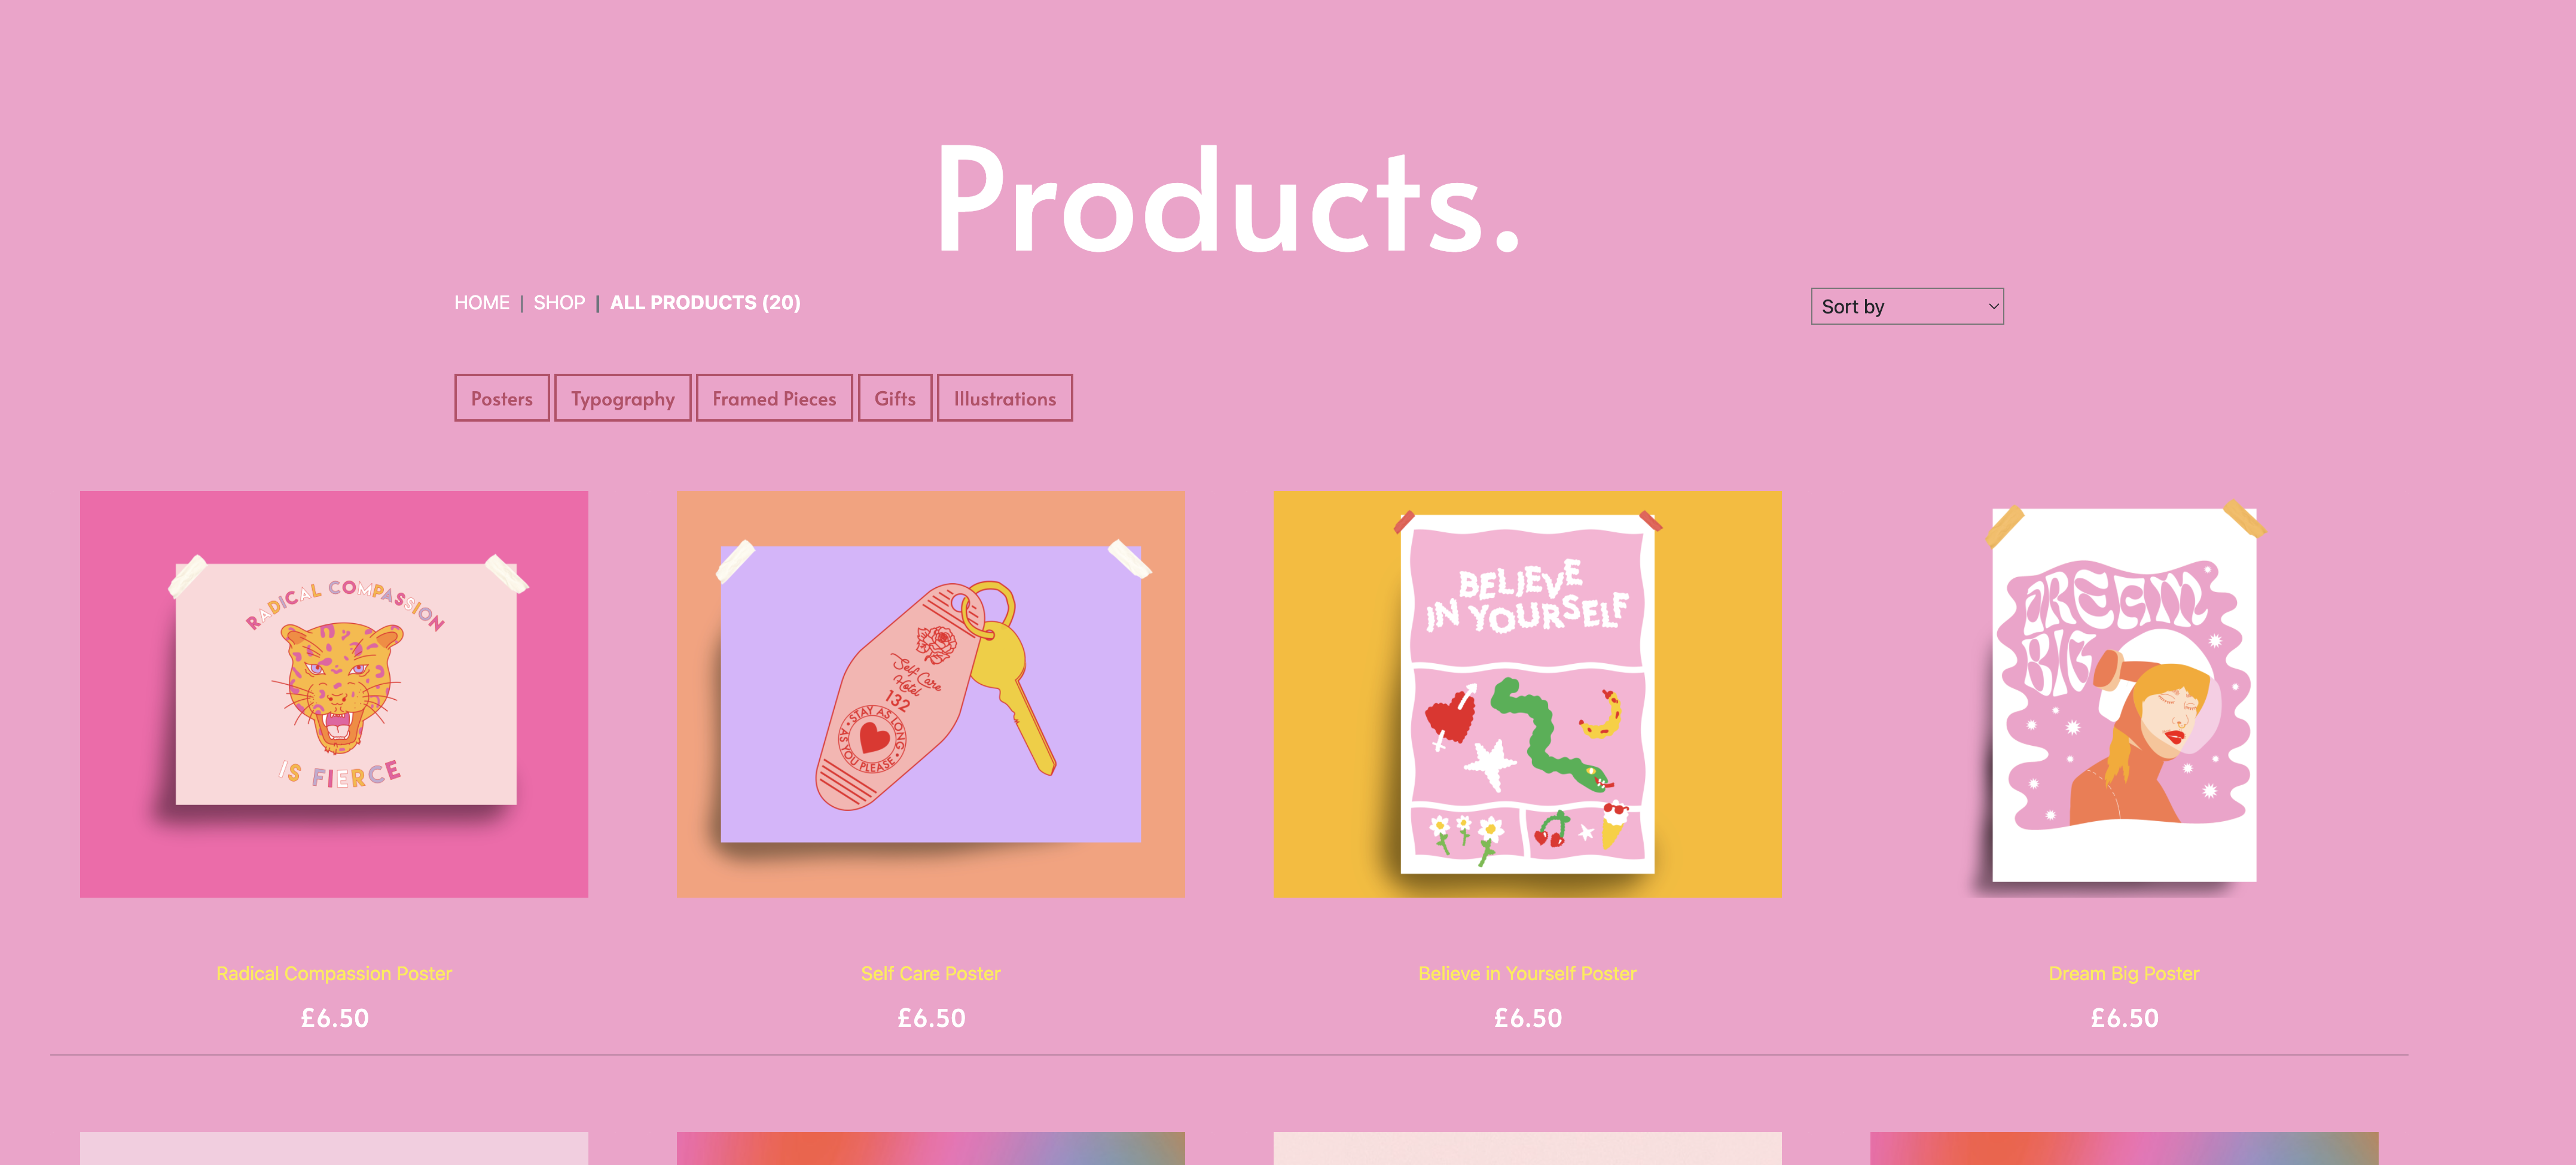 Products.
HOME | SHOP | ALL PRODUCTS (20)
Sort by
Posters
Typography
Framed Pieces
Gifts
Illustrations
RADICAL COMPASSION
IS FIERCE
Self Care
Hotel
132
STAY AS LONG
AS YOU PLEASE
BELIEVE
IN YOURSELF
DREAM
BIG
Radical Compassion Poster
Self Care Poster
Believe in Yourself Poster
Dream Big Poster
£6.50
£6.50
£6.50
£6.50